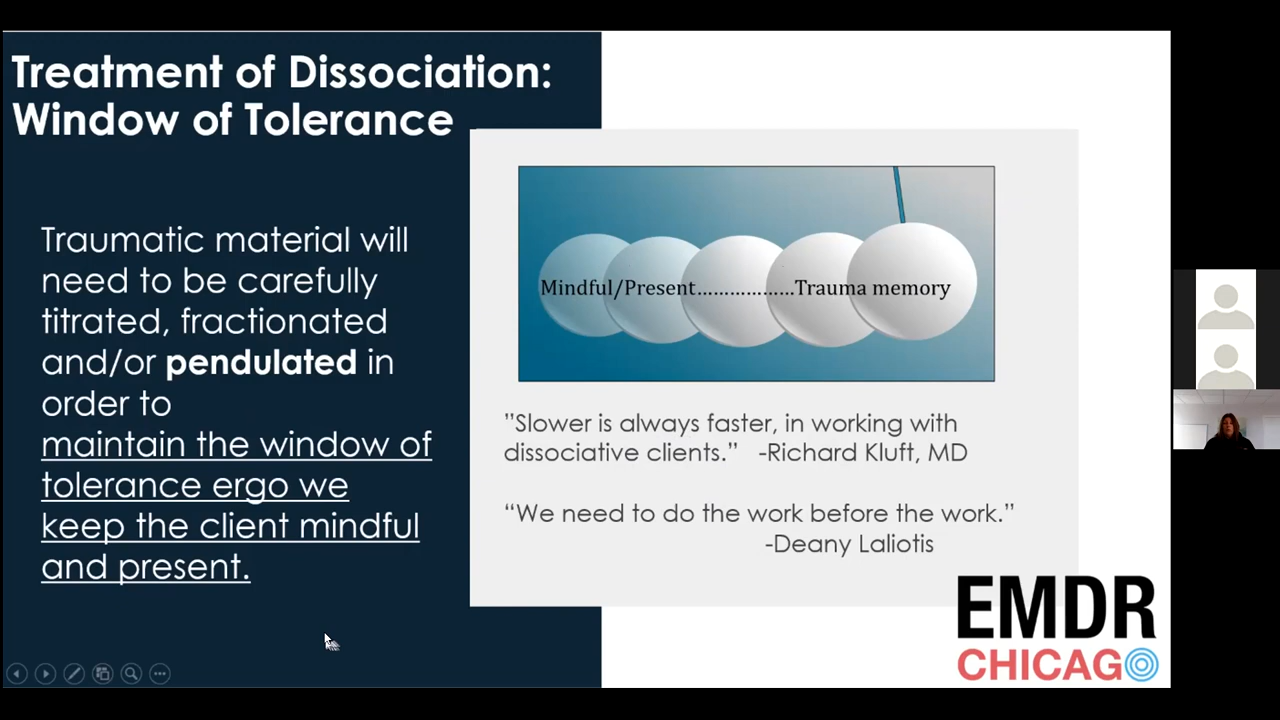 Treatment of Dissociation:
Window of Tolerance
Traumatic material will
need to be carefully
titrated, fractionated
and/or pendulated in
order to
maintain the window of
tolerance ergo we
keep the client mindful
and present.
Mindful/Present..................Trauma memory
”Slower is always faster, in working with
dissociative clients.” -Richard Kluft, MD
“We need to do the work before the work.”
-Deany Laliotis
EMDR
CHICAGO